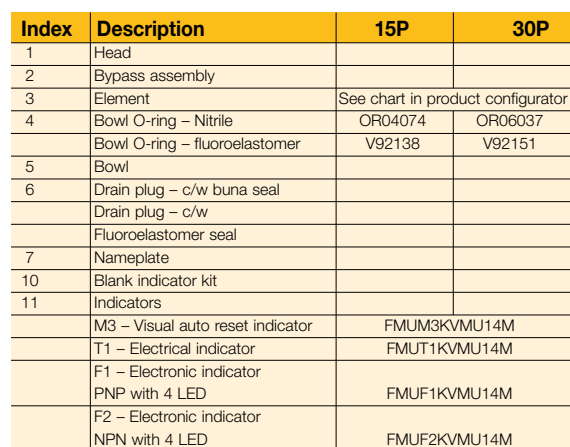 Index Description 15P 30P
1 Head
2 Bypass assembly
3 Element See chart in product configurator
4 Bowl O-ring – Nitrile OR04074 OR06037
Bowl O-ring – fluoroelastomer V92138 V92151
5 Bowl
6 Drain plug – c/w buna seal
Drain plug – c/w
Fluoroelastomer seal
7 Nameplate
10 Blank indicator kit
11 Indicators
M3 – Visual auto reset indicator FMUM3KVMU14M
T1 – Electrical indicator FMUT1KVMU14M
F1 – Electronic indicator
PNP with 4 LED FMUF1KVMU14M
F2 – Electronic indicator
NPN with 4 LED FMUF2KVMU14M